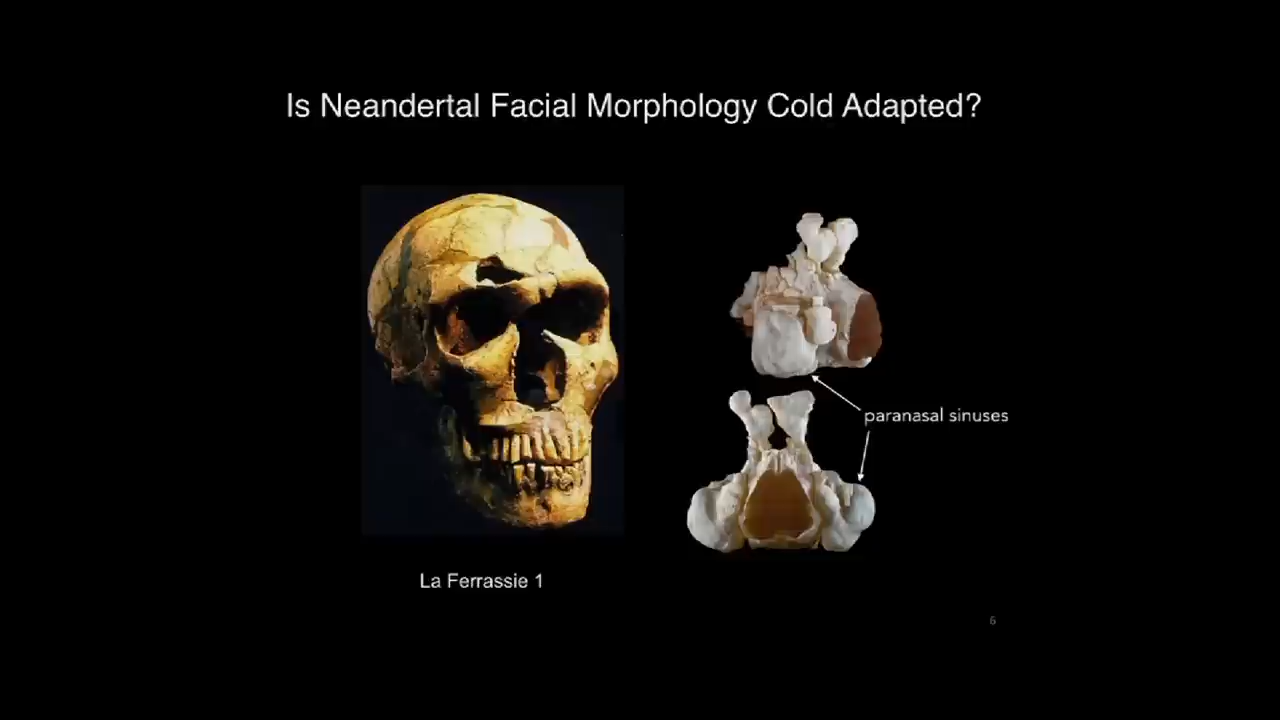 Is Neandertal Facial Morphology Cold Adapted?
paranasal sinuses
La Ferrassie 1
6